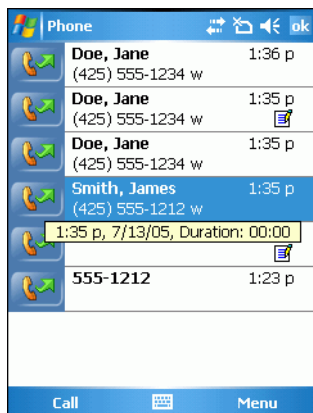 Phone ok
Doe, Jane 1:36 p
(425) 555-1234 w
Doe, Jane 1:35 p
(425) 555-1234 w
Doe, Jane 1:35 p
(425) 555-1234 w
Smith, James 1:35 p
(425) 555-1212 w
1:35 p, 7/13/05, Duration: 00:00
555-1212 1:23 p
Call Menu